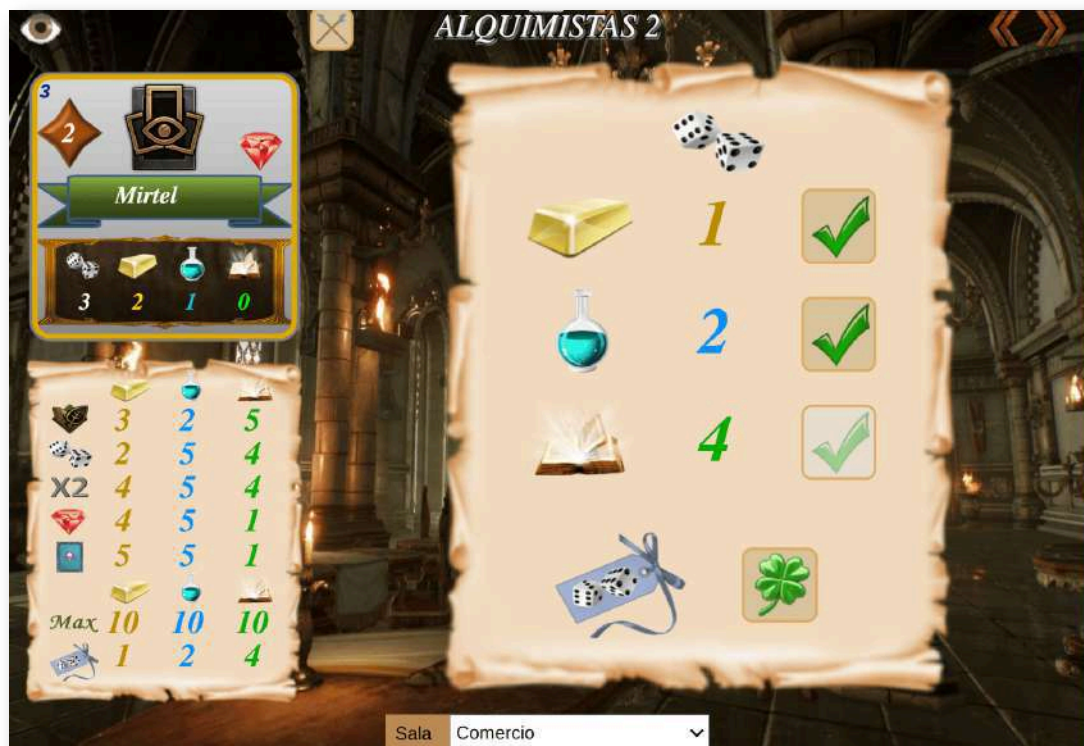 ALQUIMISTAS 2
3
2
Mirtel
3 2 1 0
3 2 5
2 5 4
X2 4 5 4
4 5 1
5 5 1
Max 10 10 10
1 2 4
1
2
4
Sala Comercio